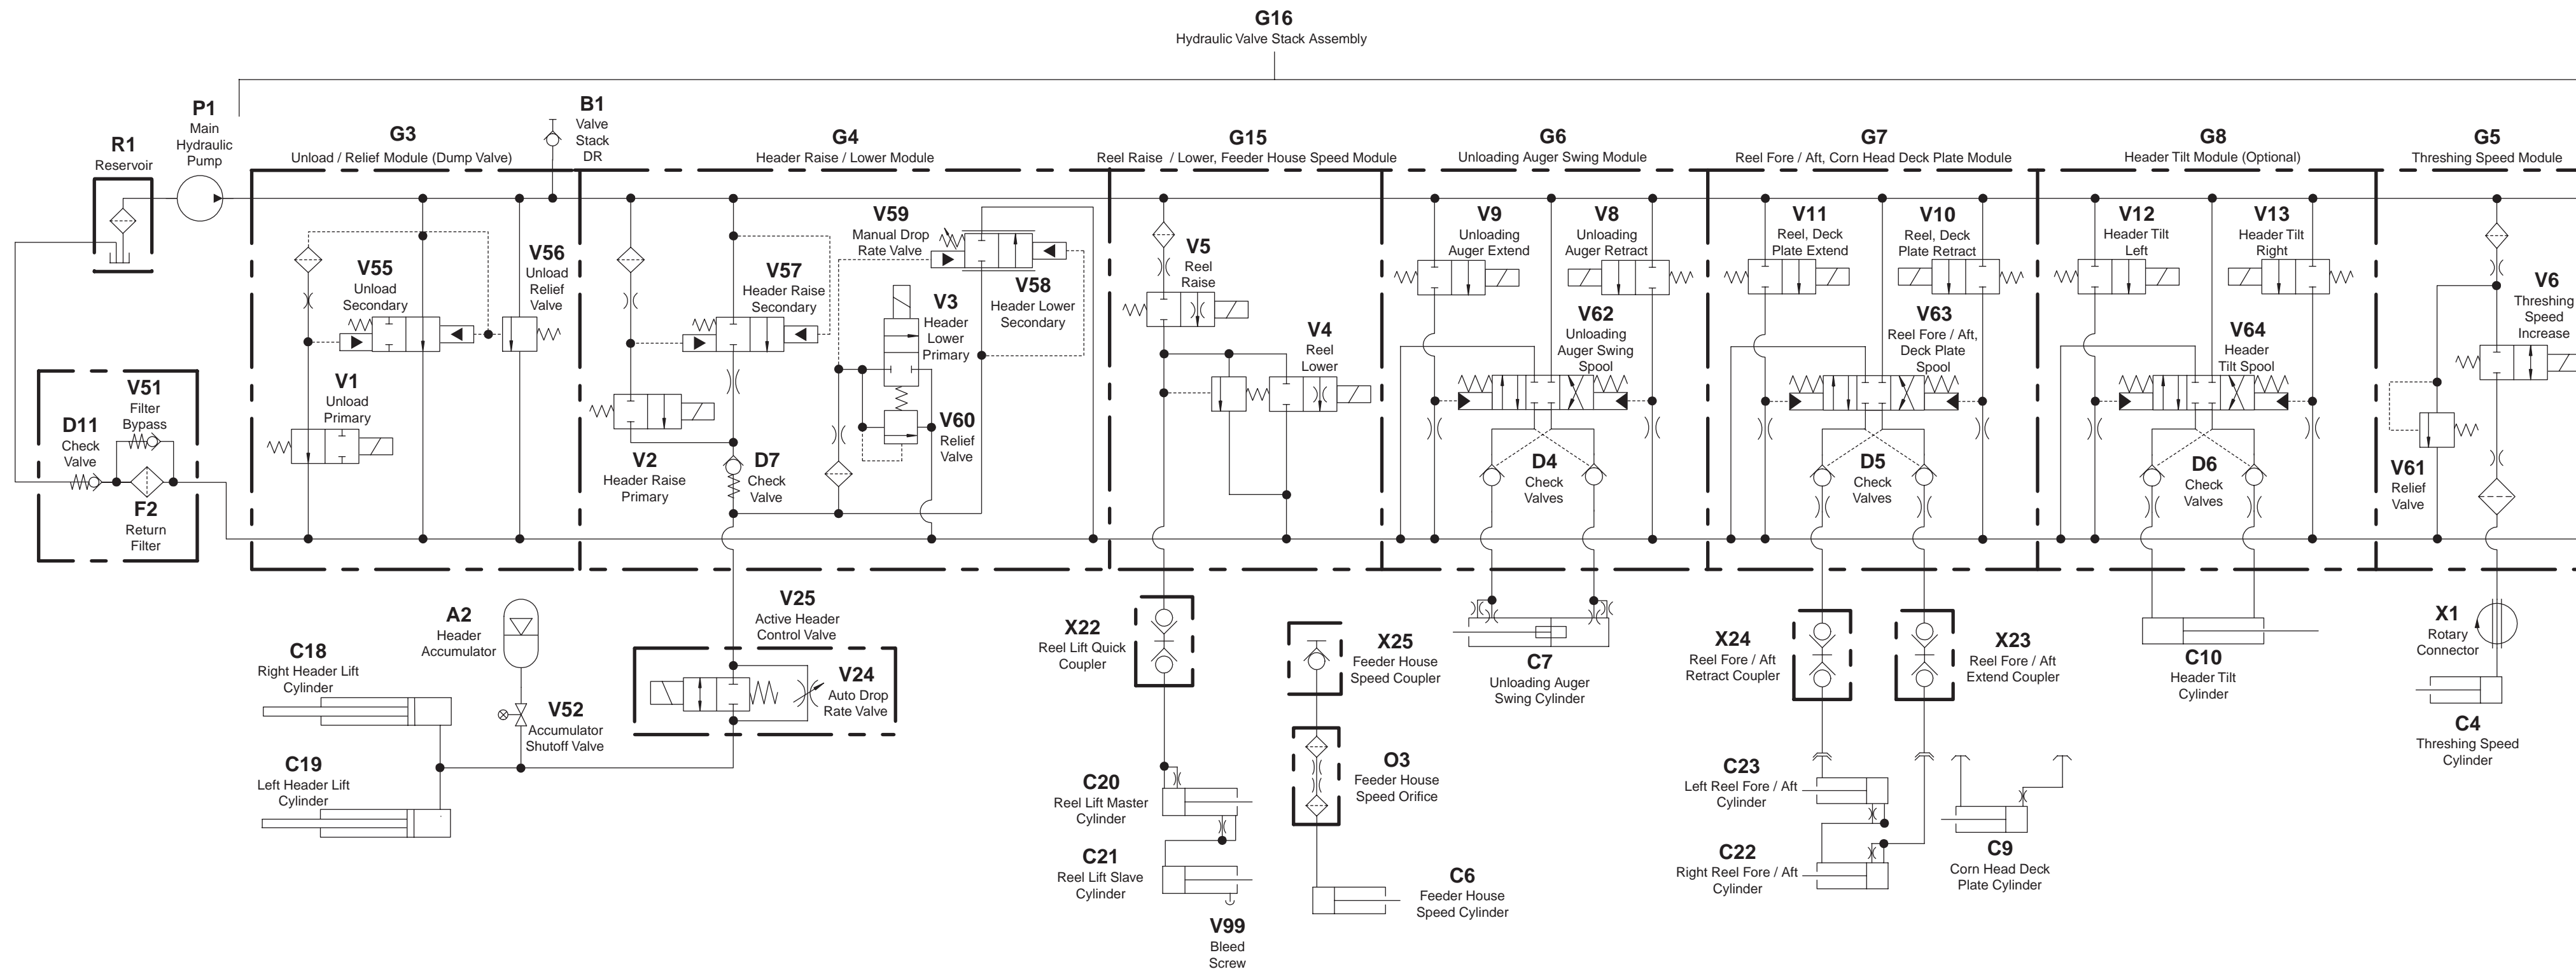 G16
Hydraulic Valve Stack Assembly
P1
Main
Hydraulic
Pump
R1
Reservoir
G3
Unload / Relief Module (Dump Valve)
B1
Valve
Stack
DR
G4
Header Raise / Lower Module
G15
Reel Raise / Lower, Feeder House Speed Module
G6
Unloading Auger Swing Module
G7
Reel Fore / Aft, Corn Head Deck Plate Module
G8
Header Tilt Module (Optional)
G5
Threshing Speed Module
V55
Unload
Secondary
V56
Unload
Relief
Valve
V1
Unload
Primary
V51
Filter
Bypass
D11
Check
Valve
F2
Return
Filter
V57
Header Raise
Secondary
V59
Manual Drop
Rate Valve
V58
Header Lower
Secondary
V3
Header
Lower
Primary
V60
Relief
Valve
V2
Header Raise
Primary
D7
Check
Valve
V5
Reel
Raise
V4
Reel
Lower
V9
Unloading
Auger Extend
V8
Unloading
Auger Retract
V62
Unloading
Auger Swing
Spool
D4
Check
Valves
V11
Reel, Deck
Plate Extend
V10
Reel, Deck
Plate Retract
V63
Reel Fore / Aft,
Deck Plate
Spool
D5
Check
Valves
V12
Header Tilt
Left
V13
Header Tilt
Right
V64
Header
Tilt Spool
D6
Check
Valves
V6
Threshing
Speed
Increase
V61
Relief
Valve
A2
Header
Accumulator
C18
Right Header Lift
Cylinder
V52
Accumulator
Shutoff Valve
C19
Left Header Lift
Cylinder
V25
Active Header
Control Valve
V24
Auto Drop
Rate Valve
X22
Reel Lift Quick
Coupler
C20
Reel Lift Master
Cylinder
C21
Reel Lift Slave
Cylinder
V99
Bleed
Screw
X25
Feeder House
Speed Coupler
O3
Feeder House
Speed Orifice
C6
Feeder House
Speed Cylinder
C7
Unloading Auger
Swing Cylinder
X24
Reel Fore / Aft
Retract Coupler
X23
Reel Fore / Aft
Extend Coupler
C23
Left Reel Fore / Aft
Cylinder
C22
Right Reel Fore / Aft
Cylinder
C9
Corn Head Deck
Plate Cylinder
C10
Header Tilt
Cylinder
X1
Rotary
Connector
C4
Threshing Speed
Cylinder